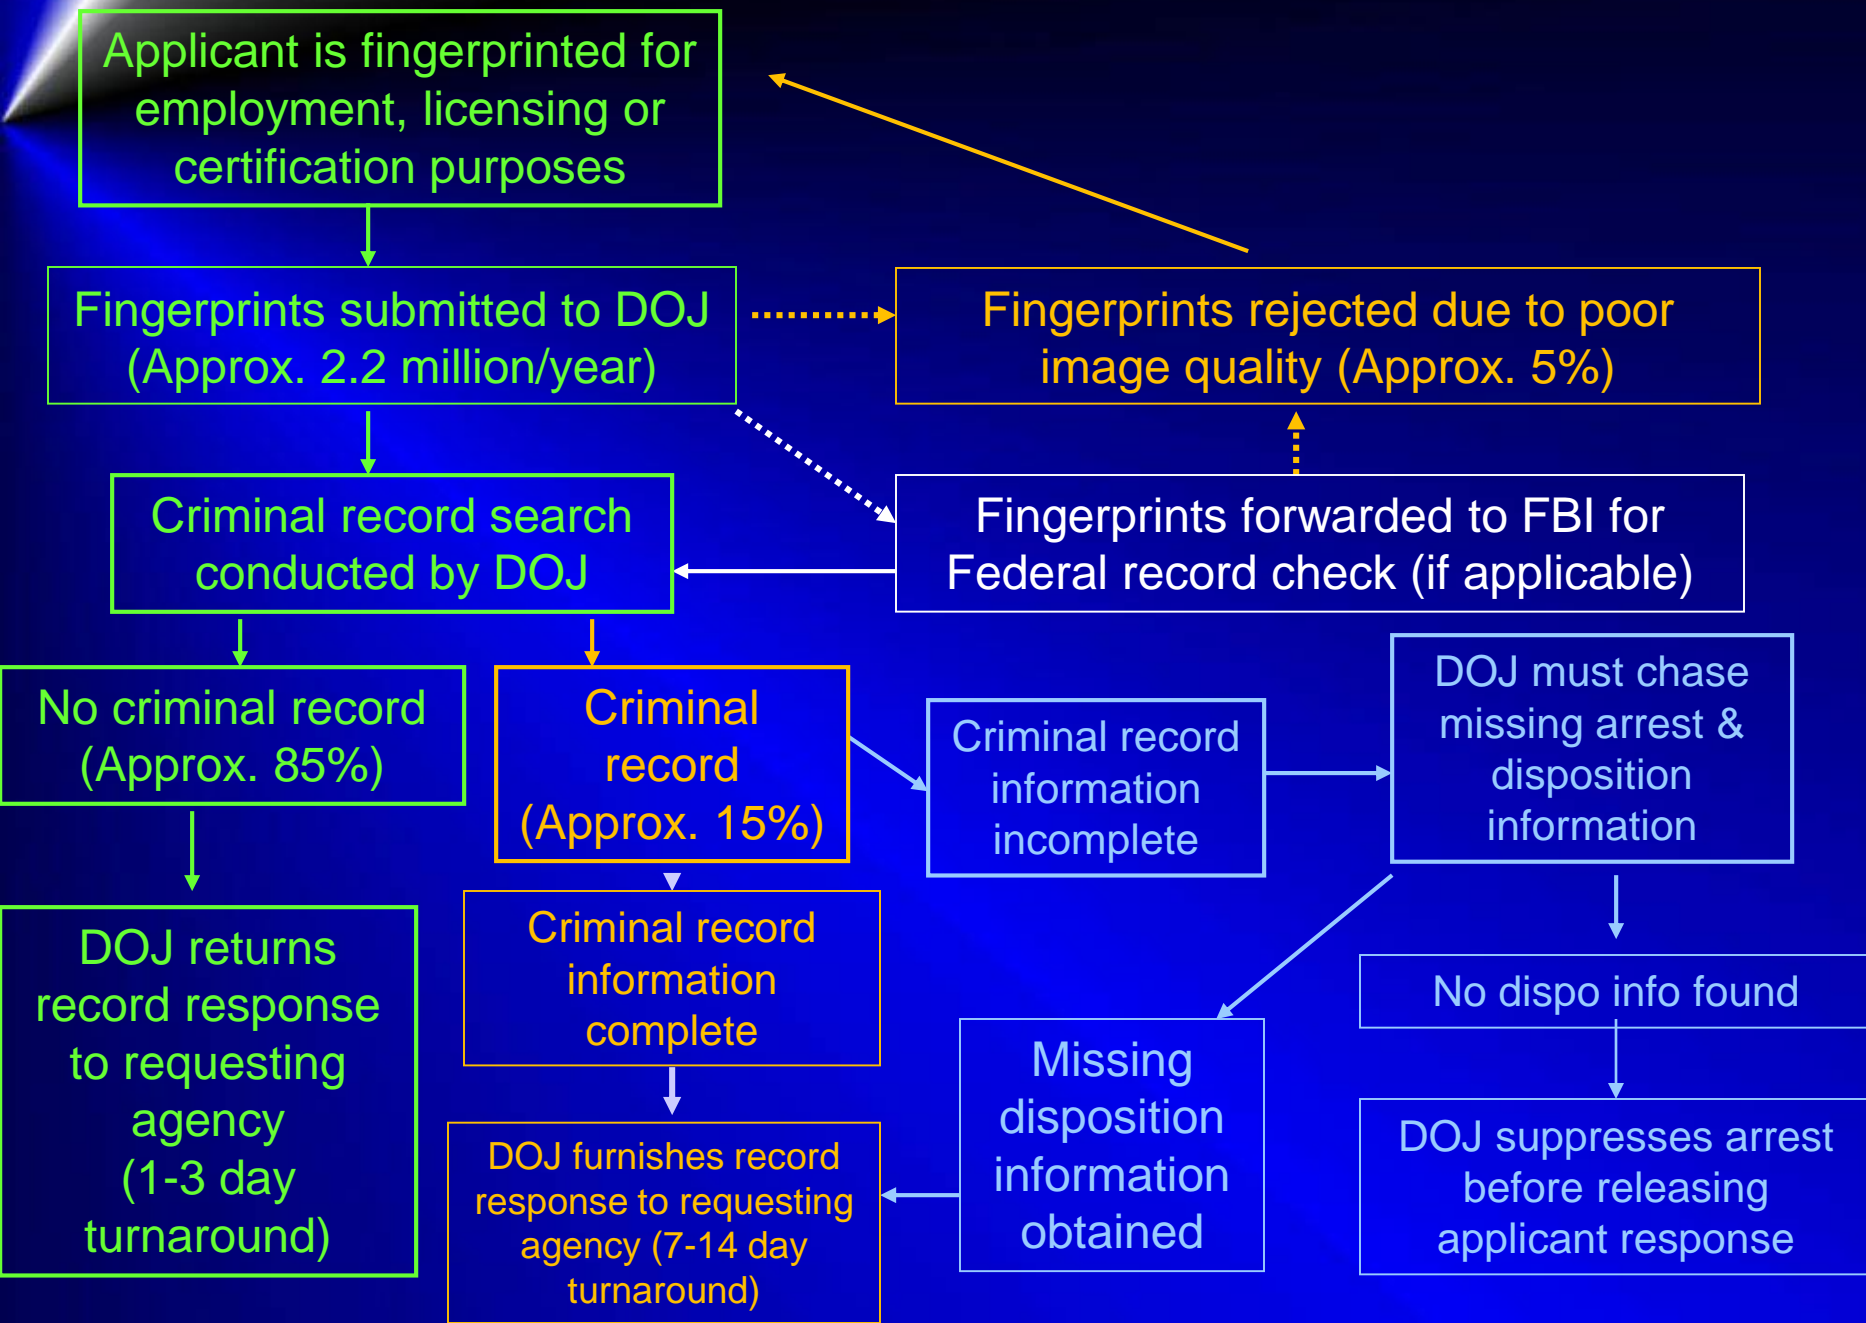 Applicant is fingerprinted for
employment, licensing or
certification purposes
Fingerprints submitted to DOJ
(Approx. 2.2 million/year)
Fingerprints rejected due to poor
image quality (Approx. 5%)
Criminal record search
conducted by DOJ
Fingerprints forwarded to FBI for
Federal record check (if applicable)
No criminal record
(Approx. 85%)
Criminal
record
(Approx. 15%)
Criminal record
information
incomplete
DOJ must chase
missing arrest &
disposition
information
DOJ returns
record response
to requesting
agency
(1-3 day
turnaround)
Criminal record
information
complete
DOJ furnishes record
response to requesting
agency (7-14 day
turnaround)
Missing
disposition
information
obtained
No dispo info found
DOJ suppresses arrest
before releasing
applicant response